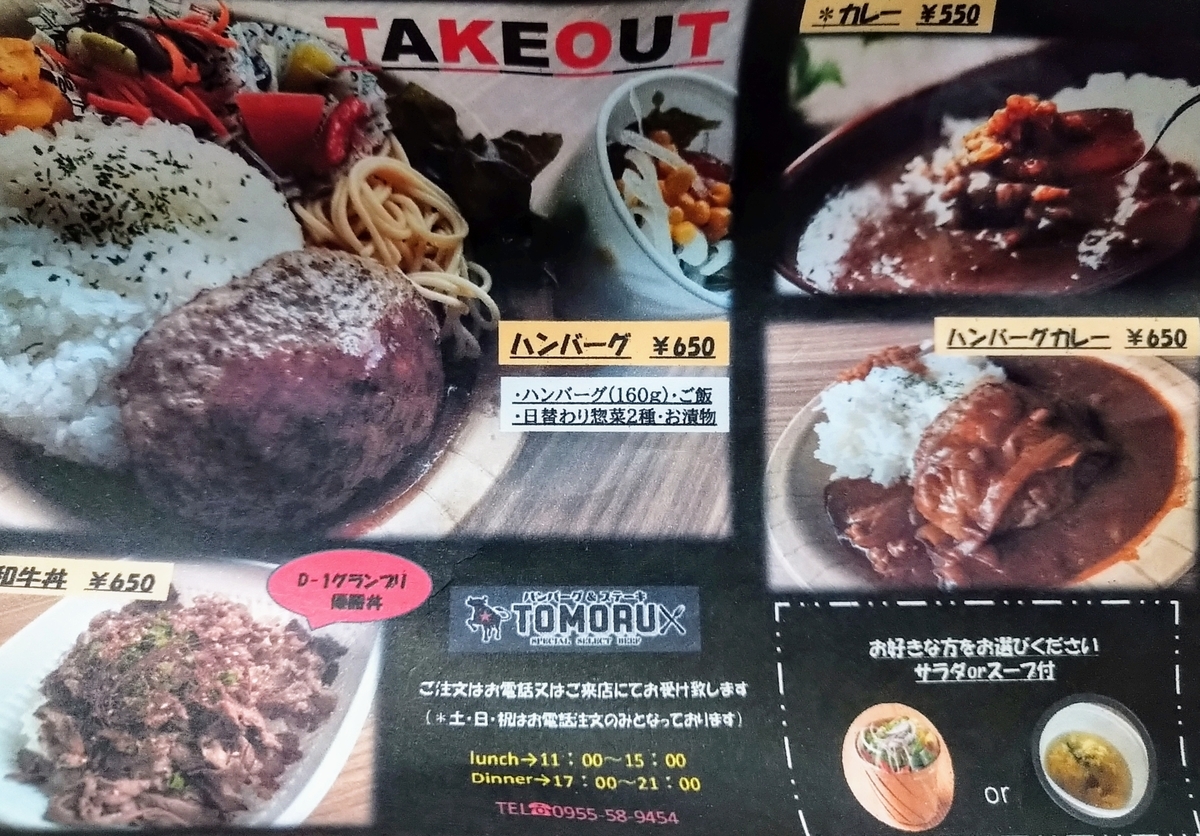 TAKEOUT
＊カレー ￥550
ハンバーグ ￥650
・ハンバーグ(160g)・ご飯
・日替わり惣菜2種・お漬物
ハンバーグカレー ￥650
和牛丼 ￥650
D-1グランプリ
優勝丼
ハンバーグ＆ステーキ
TOMORU
SPECIAL SELECT BEEF
ご注文はお電話又はご来店にてお受け致します
(＊土・日・祝はお電話注文のみとなっております)
lunch→11：00～15：00
Dinner→17：00～21：00
TEL☎0955-58-9454
お好きな方をお選びください
サラダorスープ付
or